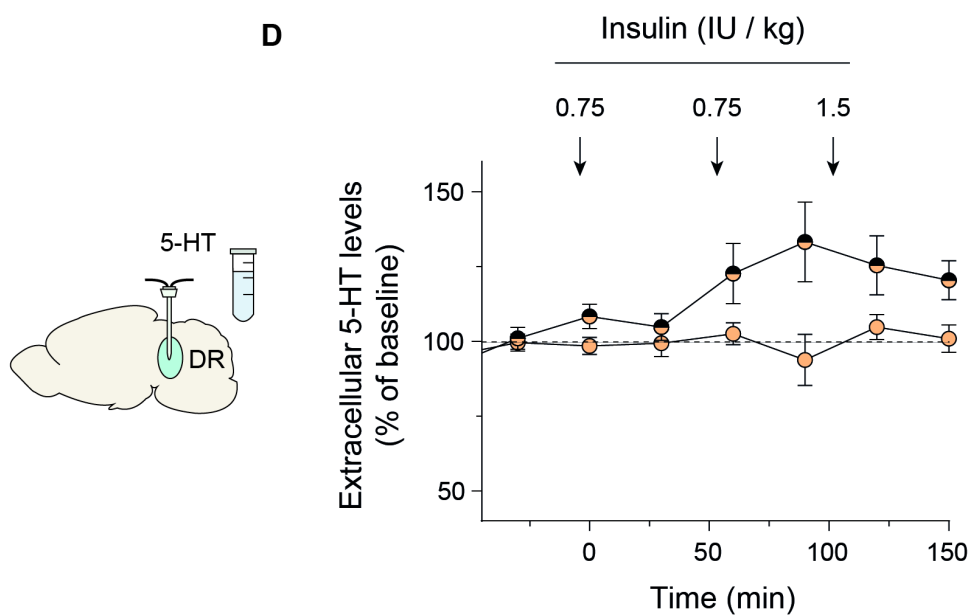 D
Insulin (IU / kg)
0.75 0.75 1.5
5-HT
DR
Extracellular 5-HT levels
(% of baseline)
150
100
50
0 50 100 150
Time (min)